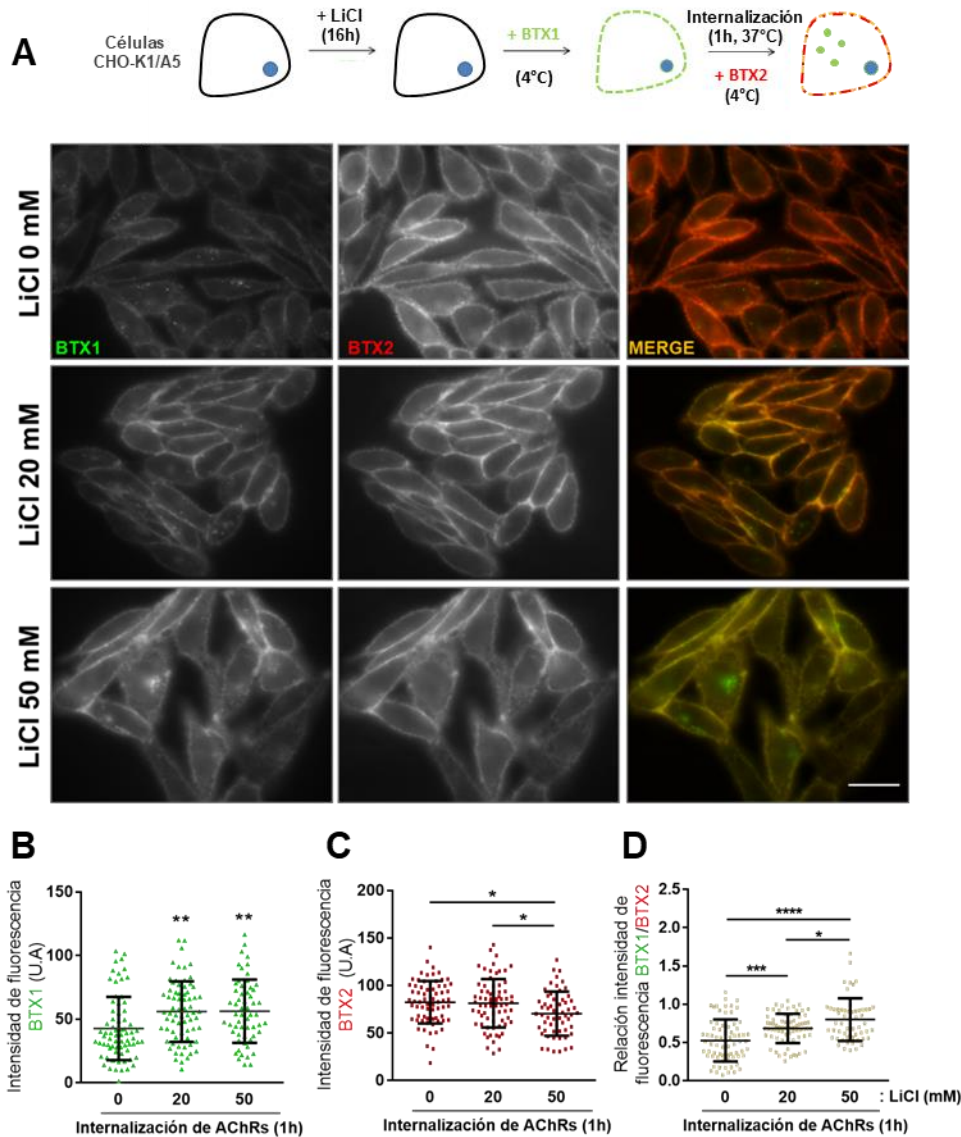 A
Células
CHO-K1/A5
+ LiCl
(16h)
+ BTX1
(4°C)
Internalización
(1h, 37°C)
+ BTX2
(4°C)
LiCl 0 mM
BTX1
BTX2
MERGE
LiCl 20 mM
LiCl 50 mM
B
Intensidad de fluorescencia
BTX1 (U.A)
150
100
50
0
**
**
0 20 50
Internalización de AChRs (1h)
C
Intensidad de fluorescencia
BTX2 (U.A)
200
150
100
50
0
*
*
0 20 50
Internalización de AChRs (1h)
D
Relación intensidad de
fluorescencia BTX1/BTX2
2.5
2.0
1.5
1.0
0.5
0.0
****
*
***
0 20 50 : LiCl (mM)
Internalización de AChRs (1h)